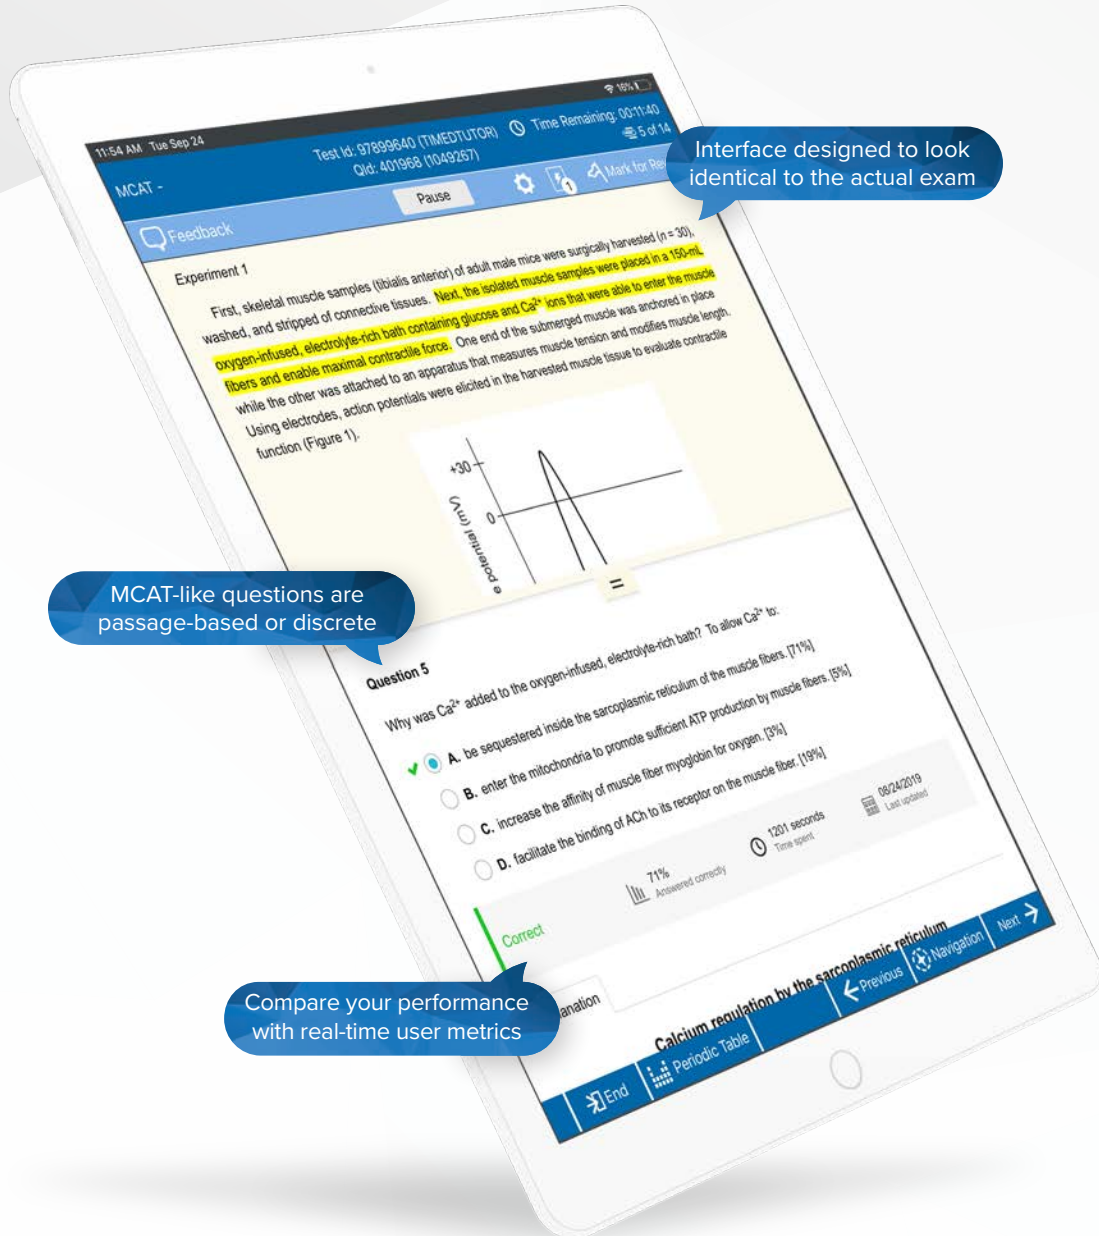 11:54 AM Tue Sep 24
16%
MCAT -
Test Id: 97899640 (TIMEDTUTOR)
QId: 401968 (1049267)
Time Remaining: 00:11:40
5 of 14
Feedback
Pause
1
Mark for Rev
Interface designed to look
identical to the actual exam
Experiment 1
First, skeletal muscle samples (tibialis anterior) of adult male mice were surgically harvested (n = 30),
washed, and stripped of connective tissues. Next, the isolated muscle samples were placed in a 150-mL
oxygen-infused, electrolyte-rich bath containing glucose and Ca²⁺ ions that were able to enter the muscle
fibers and enable maximal contractile force. One end of the submerged muscle was anchored in place
while the other was attached to an apparatus that measures muscle tension and modifies muscle length.
Using electrodes, action potentials were elicited in the harvested muscle tissue to evaluate contractile
function (Figure 1).
+30
0
e potential (mV)
MCAT-like questions are
passage-based or discrete
Question 5
Why was Ca²⁺ added to the oxygen-infused, electrolyte-rich bath? To allow Ca²⁺ to:
A. be sequestered inside the sarcoplasmic reticulum of the muscle fibers. [71%]
B. enter the mitochondria to promote sufficient ATP production by muscle fibers. [5%]
C. increase the affinity of muscle fiber myoglobin for oxygen. [3%]
D. facilitate the binding of ACh to its receptor on the muscle fiber. [19%]
Correct
71%
Answered correctly
1201 seconds
Time spent
08/24/2019
Last updated
Compare your performance
with real-time user metrics
anation
Calcium regulation by the sarcoplasmic reticulum
End
Periodic Table
Previous
Navigation
Next